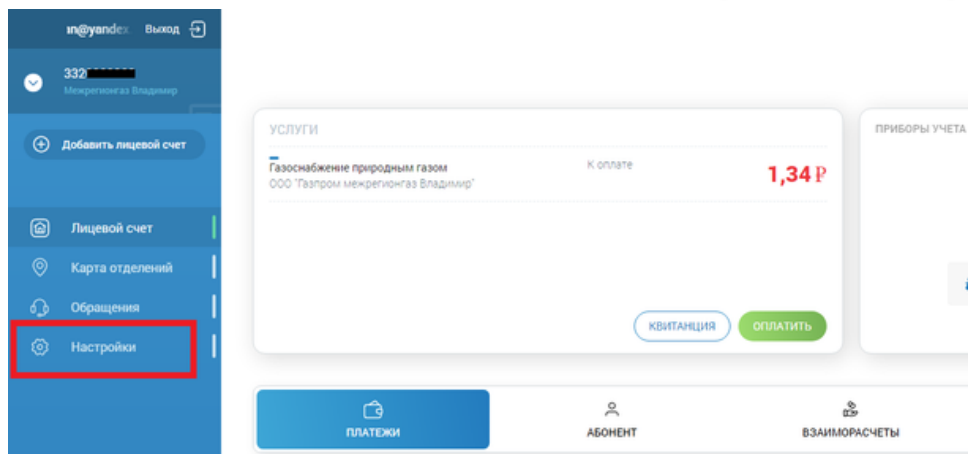 in@yandex Выход
332
Межрегионгаз Владимир
Добавить лицевой счет
Лицевой счет
Карта отделений
Обращения
Настройки
УСЛУГИ
Газоснабжение природным газом
ООО "Газпром межрегионгаз Владимир"
К оплате
1,34 ₽
КВИТАНЦИЯ
ОПЛАТИТЬ
ПРИБОРЫ УЧЕТА
ПЛАТЕЖИ
АБОНЕНТ
ВЗАИМОРАСЧЕТЫ